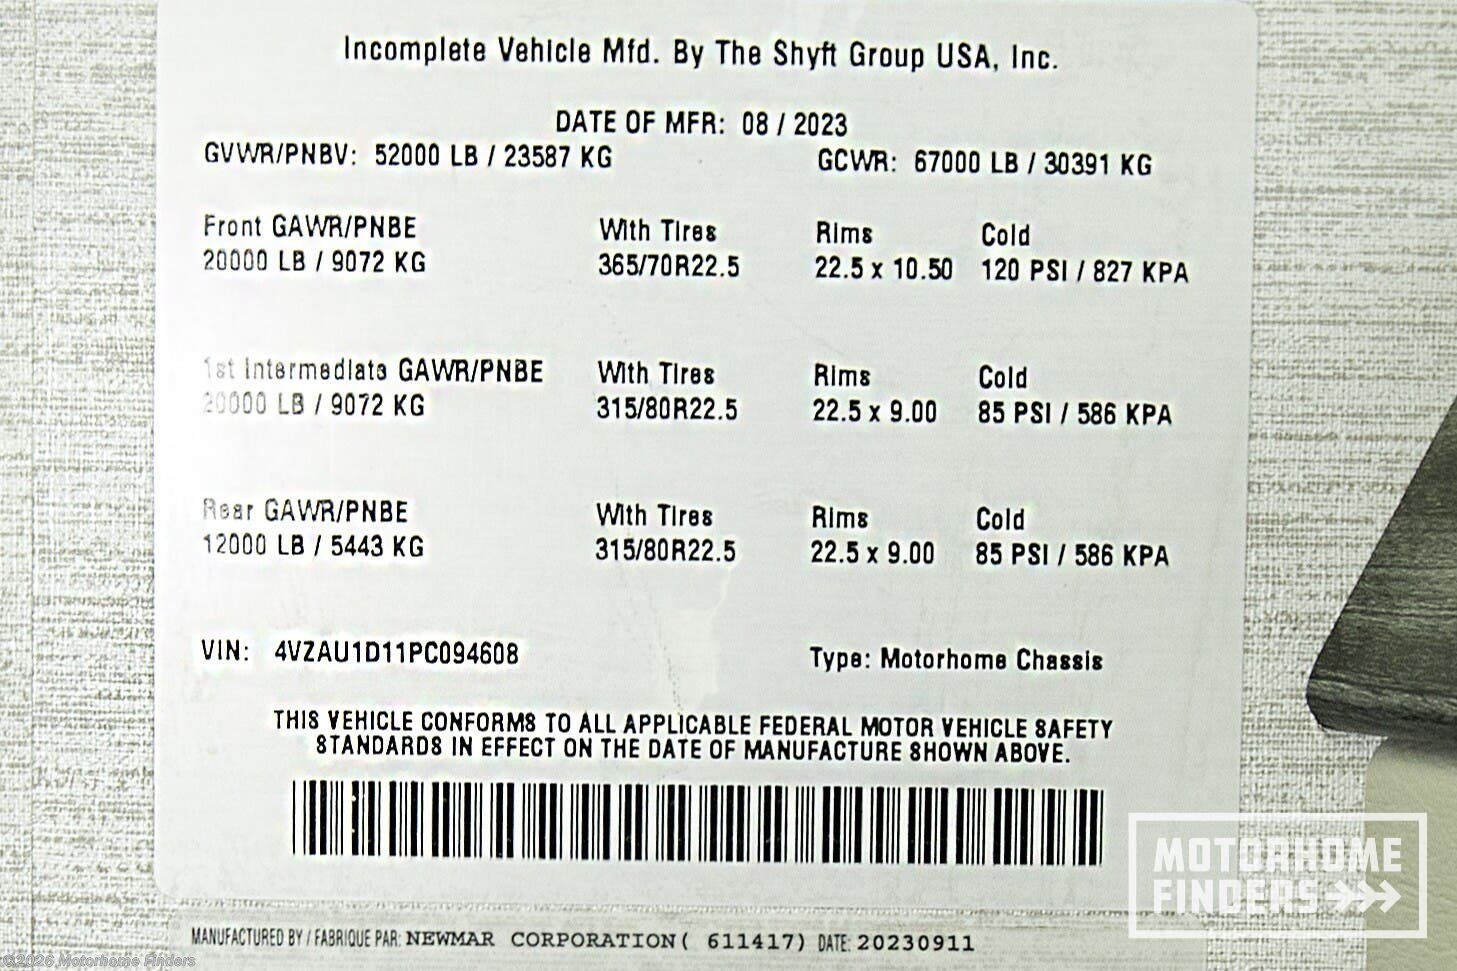 Incomplete Vehicle Mfd. By The Shyft Group USA, Inc.
DATE OF MFR: 08 / 2023
GVWR/PNBV: 52000 LB / 23587 KG GCWR: 67000 LB / 30391 KG
Front GAWR/PNBE With Tires Rims Cold
20000 LB / 9072 KG 365/70R22.5 22.5 x 10.50 120 PSI / 827 KPA
1st Intermediate GAWR/PNBE With Tires Rims Cold
20000 LB / 9072 KG 315/80R22.5 22.5 x 9.00 85 PSI / 586 KPA
Rear GAWR/PNBE With Tires Rims Cold
12000 LB / 5443 KG 315/80R22.5 22.5 x 9.00 85 PSI / 586 KPA
VIN: 4VZAU1D11PC094608 Type: Motorhome Chassis
THIS VEHICLE CONFORMS TO ALL APPLICABLE FEDERAL MOTOR VEHICLE SAFETY
STANDARDS IN EFFECT ON THE DATE OF MANUFACTURE SHOWN ABOVE.
MOTORHOME
FINDERS
MANUFACTURED BY / FABRIQUE PAR: NEWMAR CORPORATION( 611417) DATE: 20230911
©2026 Motorhome Finders